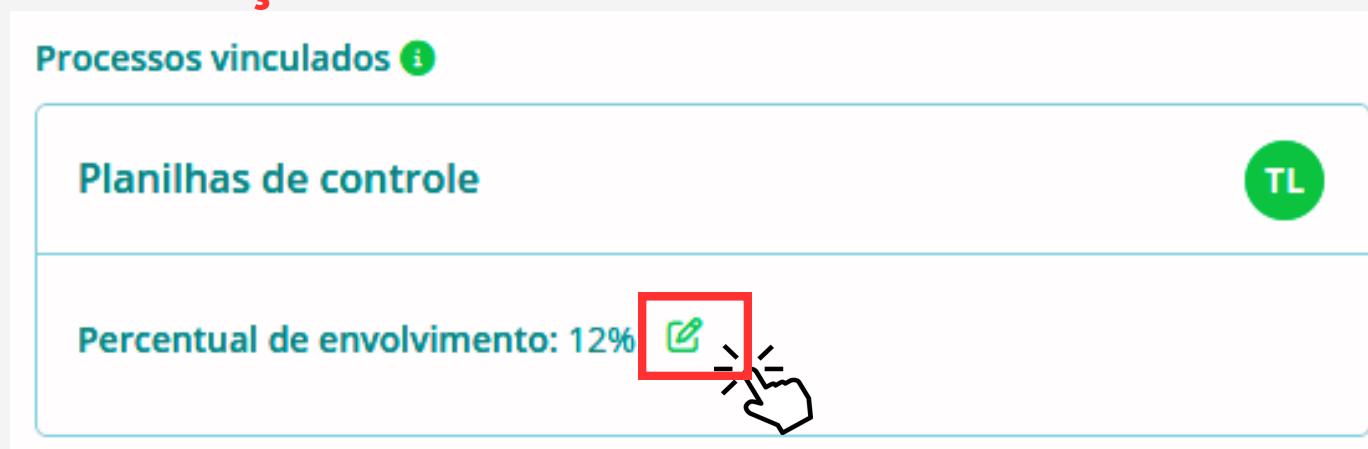 Processos vinculados
Planilhas de controle
TL
Percentual de envolvimento: 12%